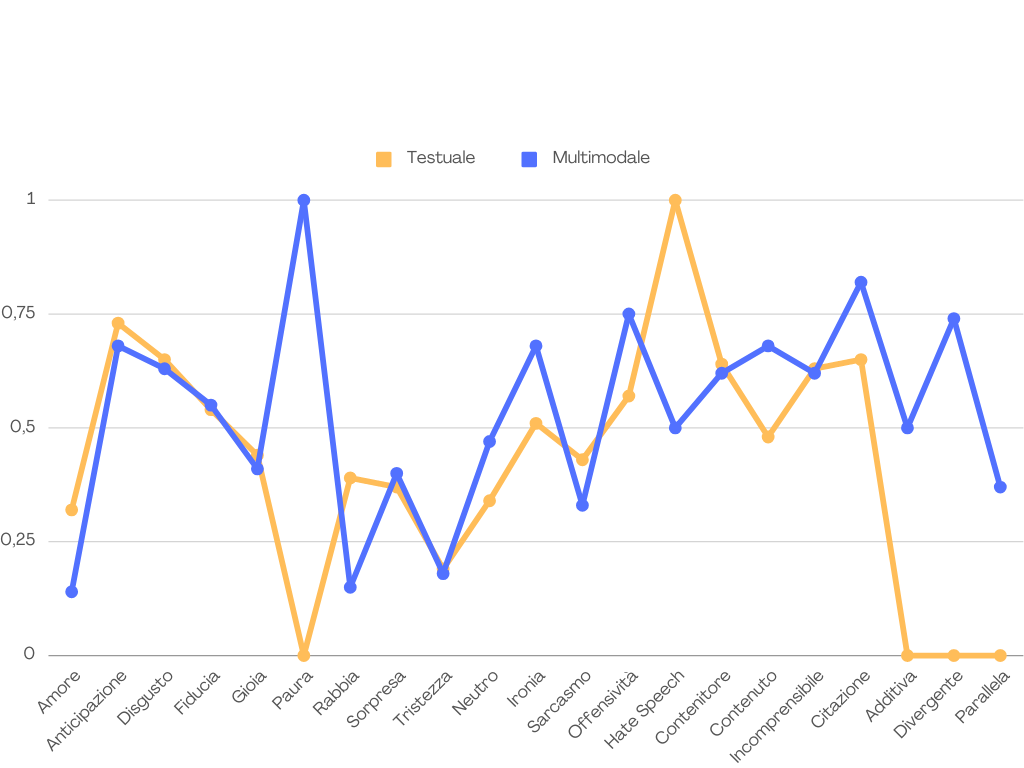 Testuale Multimodale
1
0,75
0,5
0,25
0
Amore
Anticipazione
Disgusto
Fiducia
Gioia
Paura
Rabbia
Sorpresa
Tristezza
Neutro
Ironia
Sarcasmo
Offensività
Hate Speech
Contenitore
Contenuto
Incomprensibile
Citazione
Additiva
Divergente
Parallela